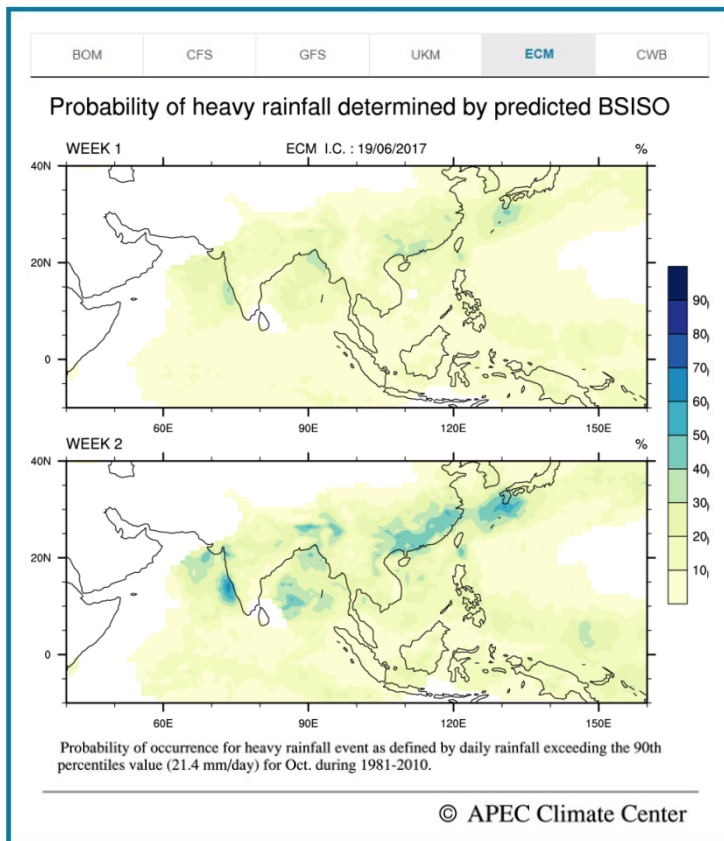 BOM CFS GFS UKM ECM CWB
Probability of heavy rainfall determined by predicted BSISO
WEEK 1 ECM I.C. : 19/06/2017 %
40N
20N
0
60E 90E 120E 150E
WEEK 2 %
40N
20N
0
60E 90E 120E 150E
90
80
70
60
50
40
30
20
10
Probability of occurrence for heavy rainfall event as defined by daily rainfall exceeding the 90th
percentiles value (21.4 mm/day) for Oct. during 1981-2010.
© APEC Climate Center